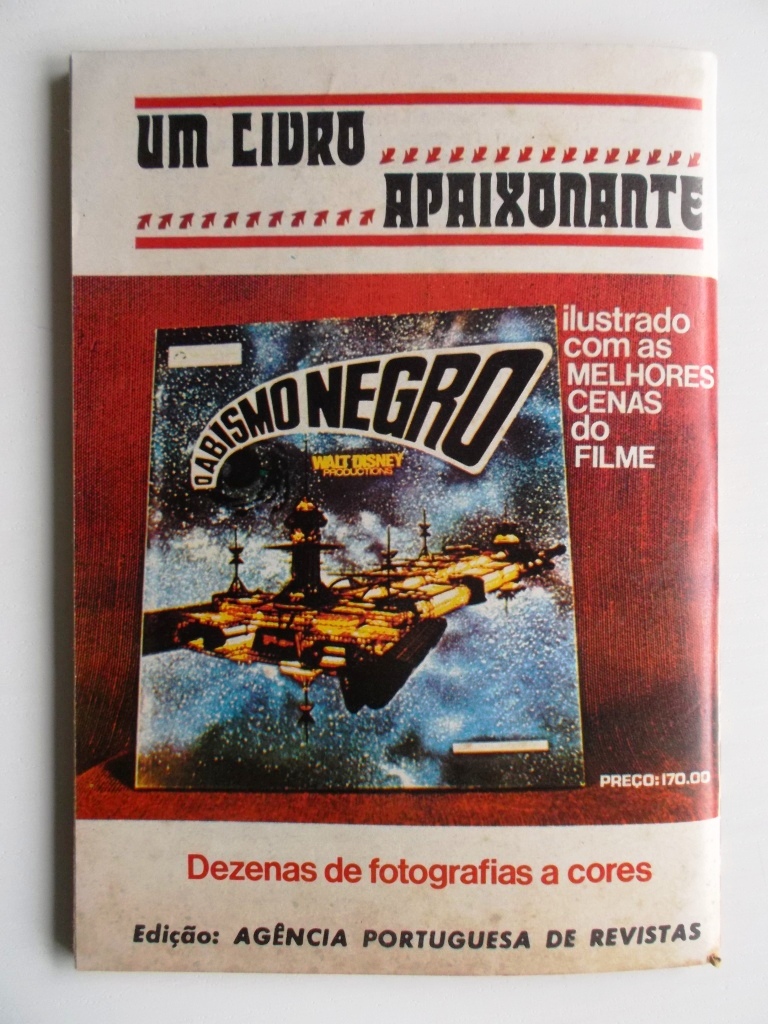 UM LIVRO
APAIXONANTE
ilustrado
com as
MELHORES
CENAS
do
FILME
O ABISMO NEGRO
WALT DISNEY
PRODUCTIONS
PREÇO: 170.00
Dezenas de fotografias a cores
Edição: AGÊNCIA PORTUGUESA DE REVISTAS